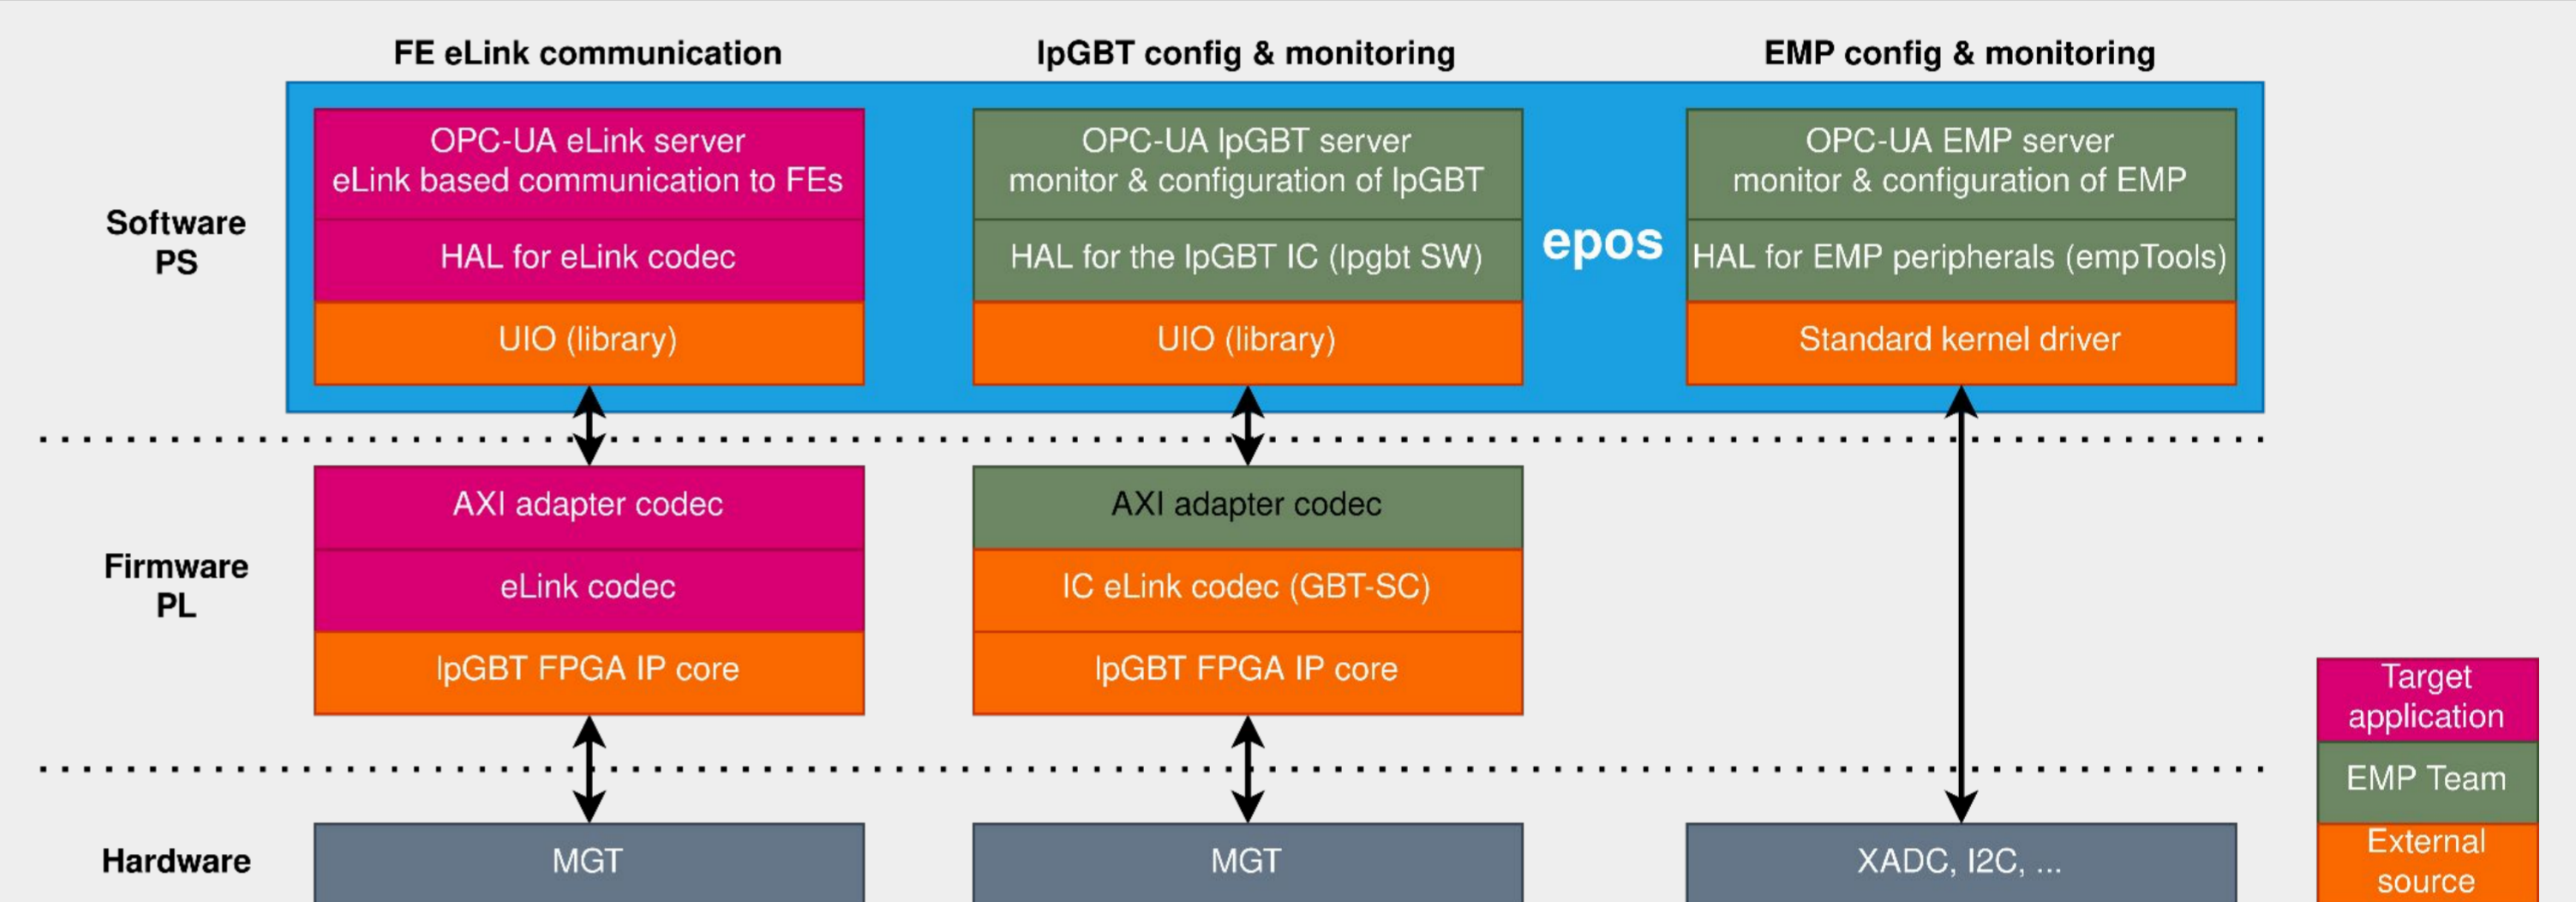 FE eLink communication
lpGBT config & monitoring
EMP config & monitoring
Software
PS
OPC-UA eLink server
eLink based communication to FEs
HAL for eLink codec
UIO (library)
OPC-UA lpGBT server
monitor & configuration of lpGBT
HAL for the lpGBT IC (lpgbt SW)
UIO (library)
epos
OPC-UA EMP server
monitor & configuration of EMP
HAL for EMP peripherals (empTools)
Standard kernel driver
Firmware
PL
AXI adapter codec
eLink codec
lpGBT FPGA IP core
AXI adapter codec
IC eLink codec (GBT-SC)
lpGBT FPGA IP core
Hardware
MGT
MGT
XADC, I2C, ...
Target
application
EMP Team
External
source